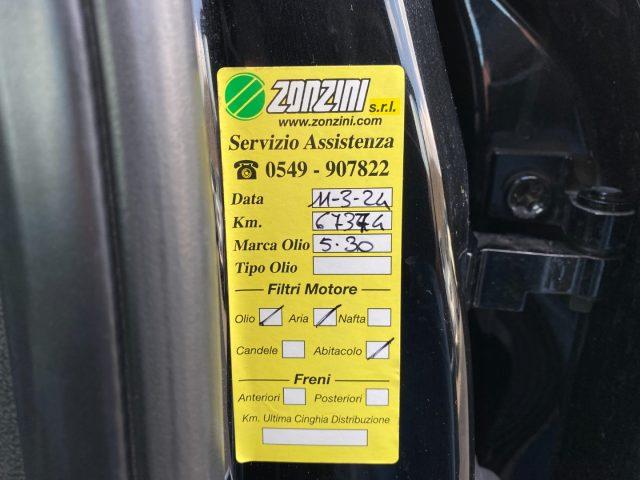 ZONZINI s.r.l.
www.zonzini.com
Servizio Assistenza
☎ 0549 - 907822
Data 11-3-24
Km. 67374
Marca Olio 5-30
Tipo Olio
Filtri Motore
Olio Aria Nafta
Candele Abitacolo
Freni
Anteriori Posteriori
Km. Ultima Cinghia Distribuzione